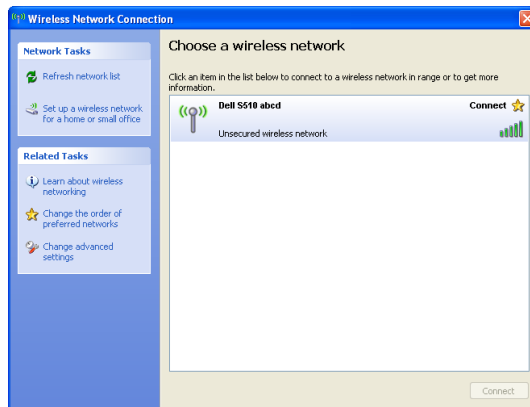 Wireless Network Connection
Network Tasks
Refresh network list
Set up a wireless network
for a home or small office
Related Tasks
Learn about wireless
networking
Change the order of
preferred networks
Change advanced
settings
Choose a wireless network
Click an item in the list below to connect to a wireless network in range or to get more
information.
Dell S510 abcd
Connect
Unsecured wireless network
Connect